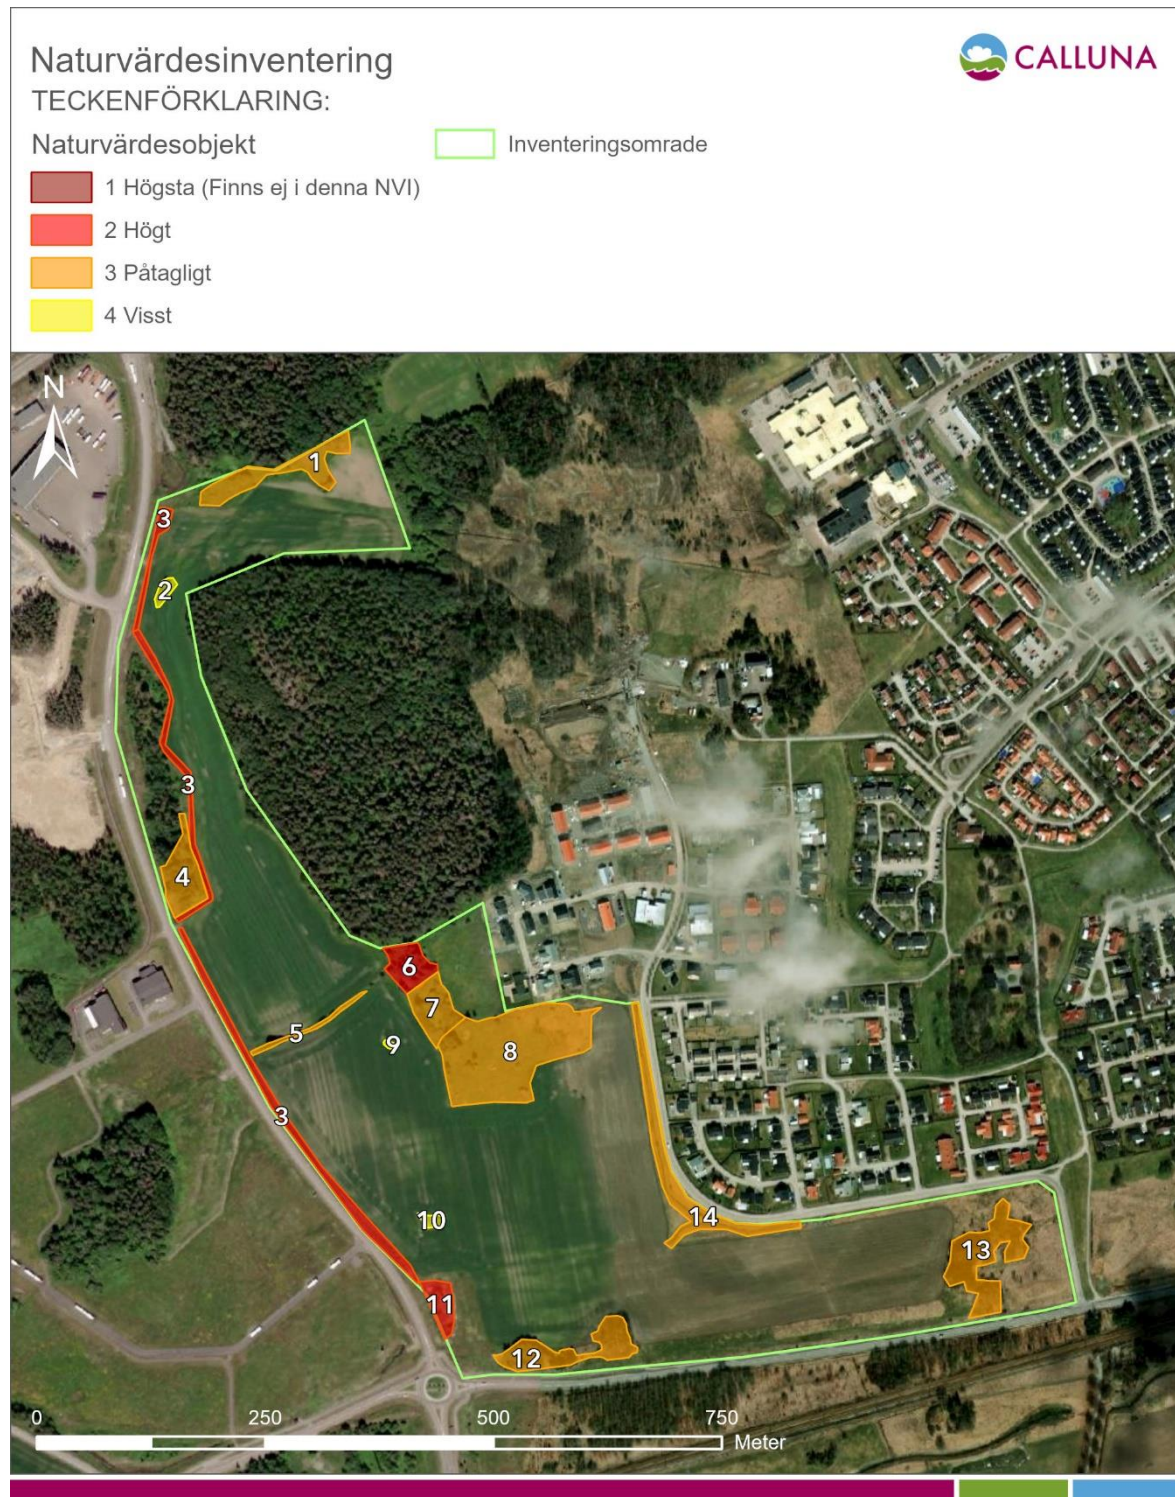 Naturvärdesinventering
CALLUNA
TECKENFÖRKLARING:
Naturvärdesobjekt
Inventeringsomrade
1 Högsta (Finns ej i denna NVI)
2 Högt
3 Påtagligt
4 Visst
N
1
3
2
3
4
6
7
5
9
8
3
14
10
13
11
12
0 250 500 750
Meter